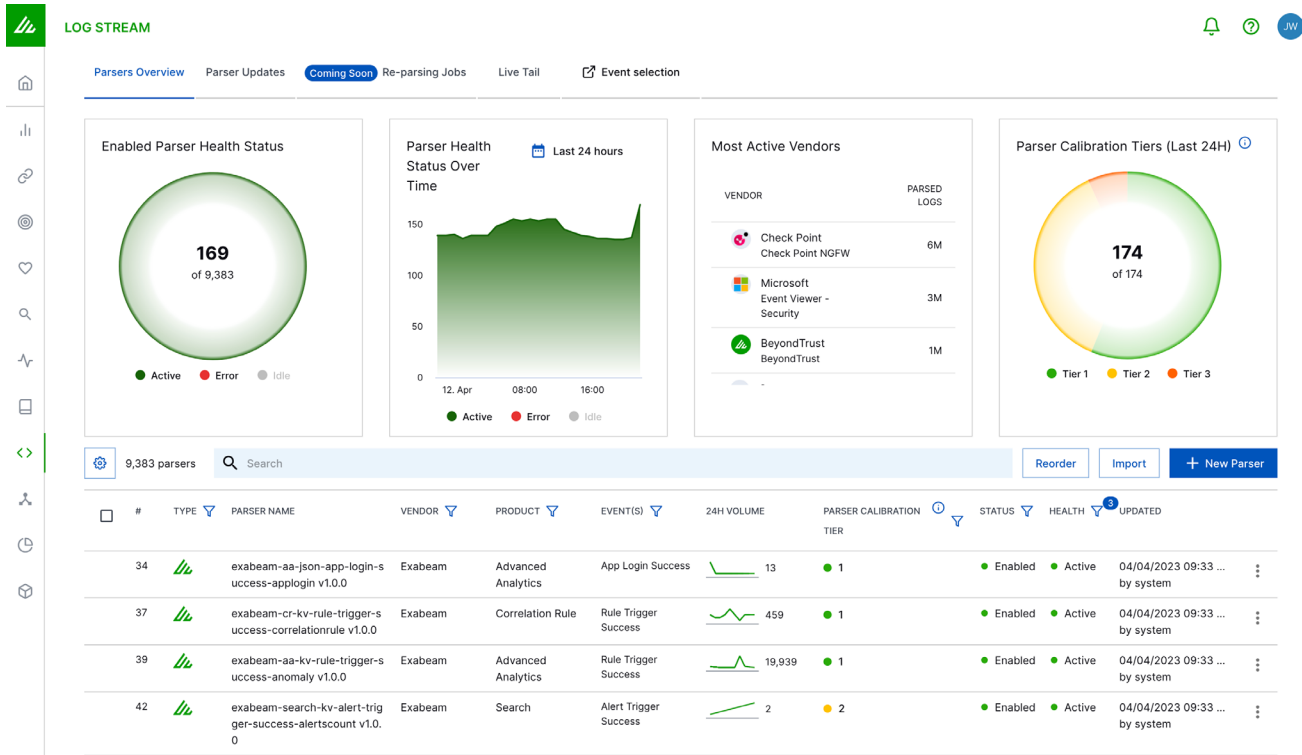 LOG STREAM
JW
Parsers Overview
Parser Updates
Coming Soon
Re-parsing Jobs
Live Tail
Event selection
Enabled Parser Health Status
169
of 9,383
Active
Error
Idle
Parser Health
Status Over
Time
Last 24 hours
150
100
50
0
12. Apr
08:00
16:00
Active
Error
Idle
Most Active Vendors
VENDOR
PARSED
LOGS
Check Point
Check Point NGFW
6M
Microsoft
Event Viewer -
Security
3M
BeyondTrust
BeyondTrust
1M
Parser Calibration Tiers (Last 24H)
174
of 174
Tier 1
Tier 2
Tier 3
9,383 parsers
Search
Reorder
Import
+ New Parser
#
TYPE
PARSER NAME
VENDOR
PRODUCT
EVENT(S)
24H VOLUME
PARSER CALIBRATION
TIER
STATUS
HEALTH
3
UPDATED
34
exabeam-aa-json-app-login-s
uccess-applogin v1.0.0
Exabeam
Advanced
Analytics
App Login Success
13
1
Enabled
Active
04/04/2023 09:33 ...
by system
37
exabeam-cr-kv-rule-trigger-s
uccess-correlationrule v1.0.0
Exabeam
Correlation Rule
Rule Trigger
Success
459
1
Enabled
Active
04/04/2023 09:33 ...
by system
39
exabeam-aa-kv-rule-trigger-s
uccess-anomaly v1.0.0
Exabeam
Advanced
Analytics
Rule Trigger
Success
19,939
1
Enabled
Active
04/04/2023 09:33 ...
by system
42
exabeam-search-kv-alert-trig
ger-success-alertscount v1.0.
0
Exabeam
Search
Alert Trigger
Success
2
2
Enabled
Active
04/04/2023 09:33 ...
by system